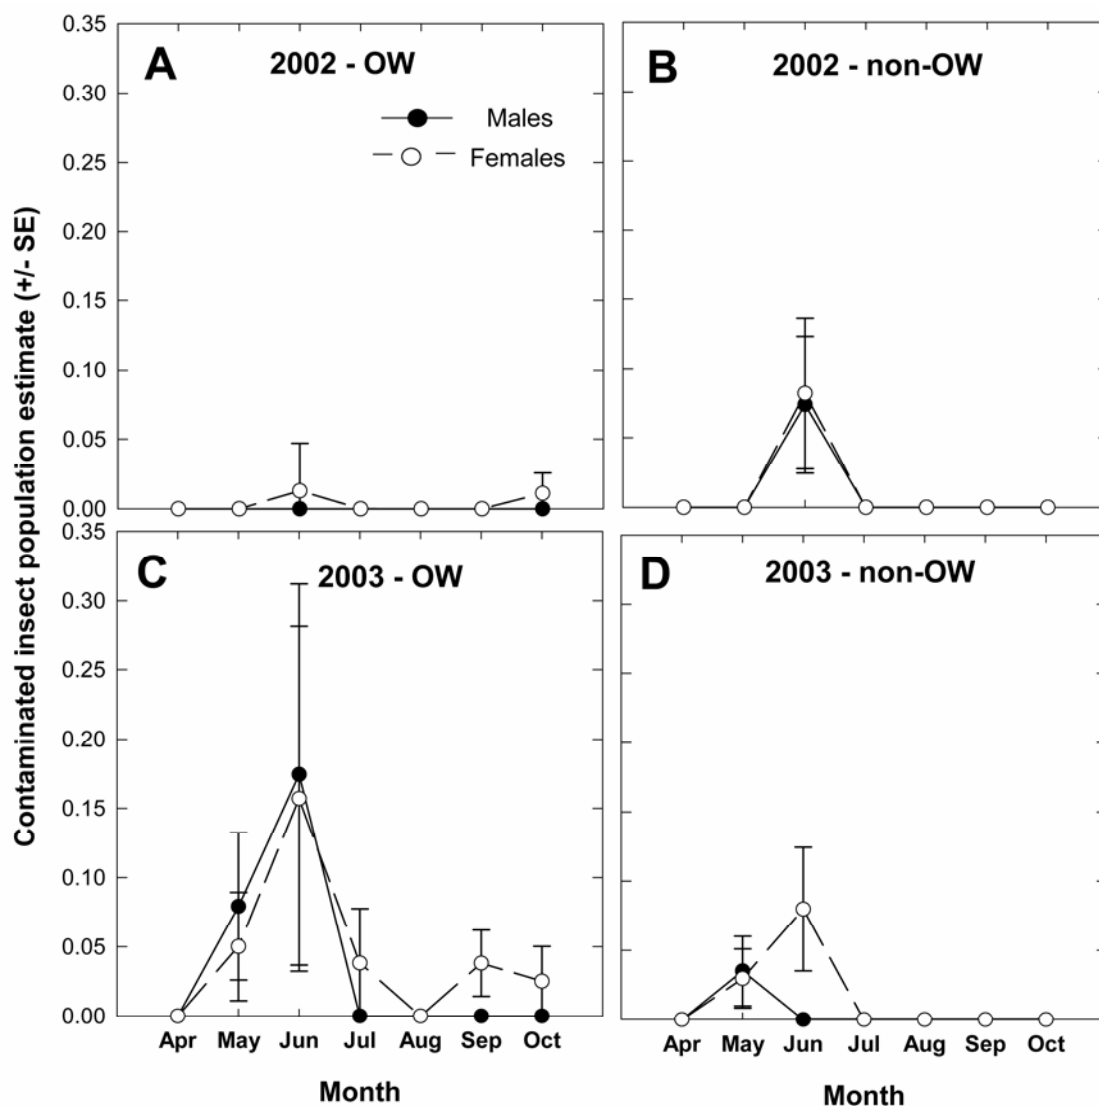 Contaminated insect population estimate (+/- SE)
A
2002 - OW
Males
Females
0.35
0.30
0.25
0.20
0.15
0.10
0.05
0.00
B
2002 - non-OW
C
2003 - OW
0.35
0.30
0.25
0.20
0.15
0.10
0.05
0.00
Apr May Jun Jul Aug Sep Oct
Month
D
2003 - non-OW
Apr May Jun Jul Aug Sep Oct
Month